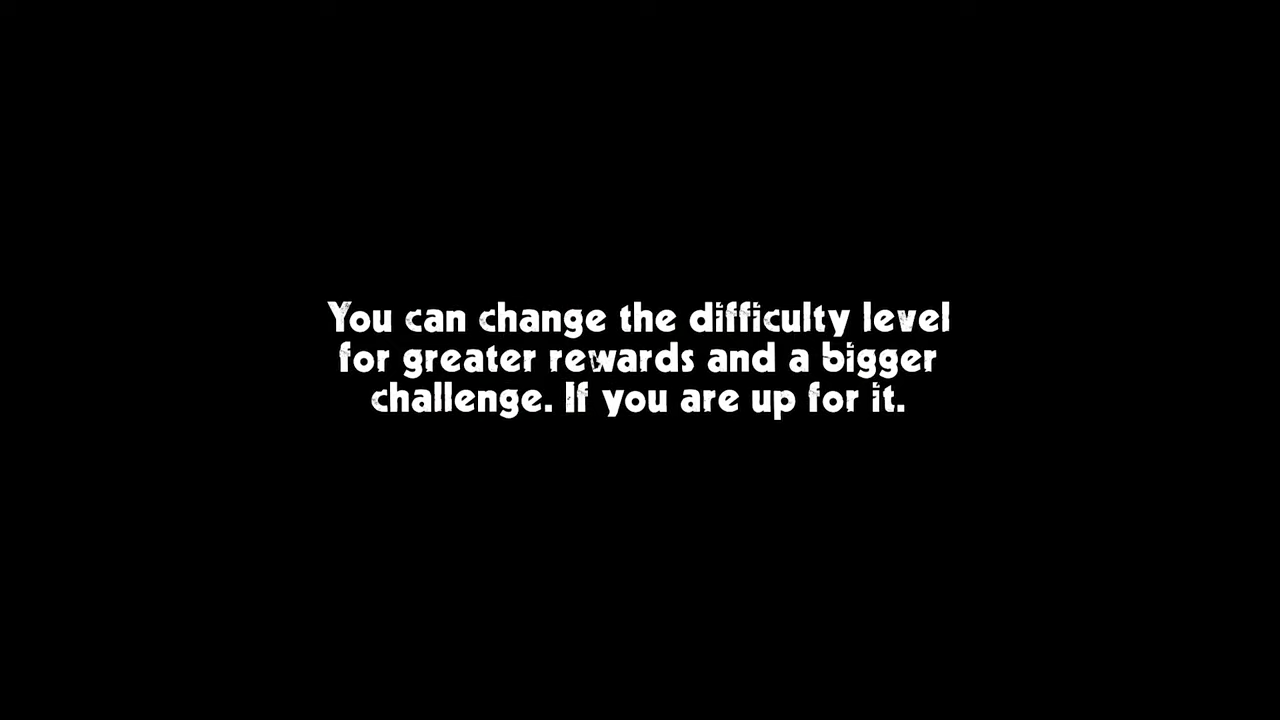 You can change the difficulty level
for greater rewards and a bigger
challenge. If you are up for it.